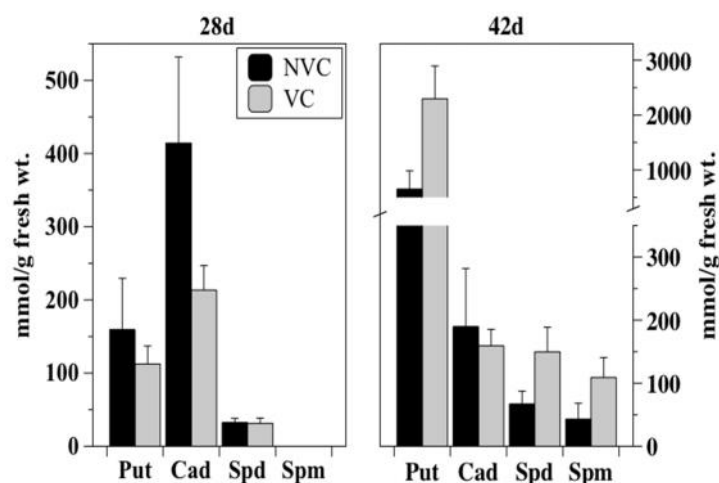 28d
42d
NVC
VC
mmol/g fresh wt.
500
400
300
200
100
0
Put Cad Spd Spm
3000
2000
1000
300
200
100
0
mmol/g fresh wt.
Put Cad Spd Spm